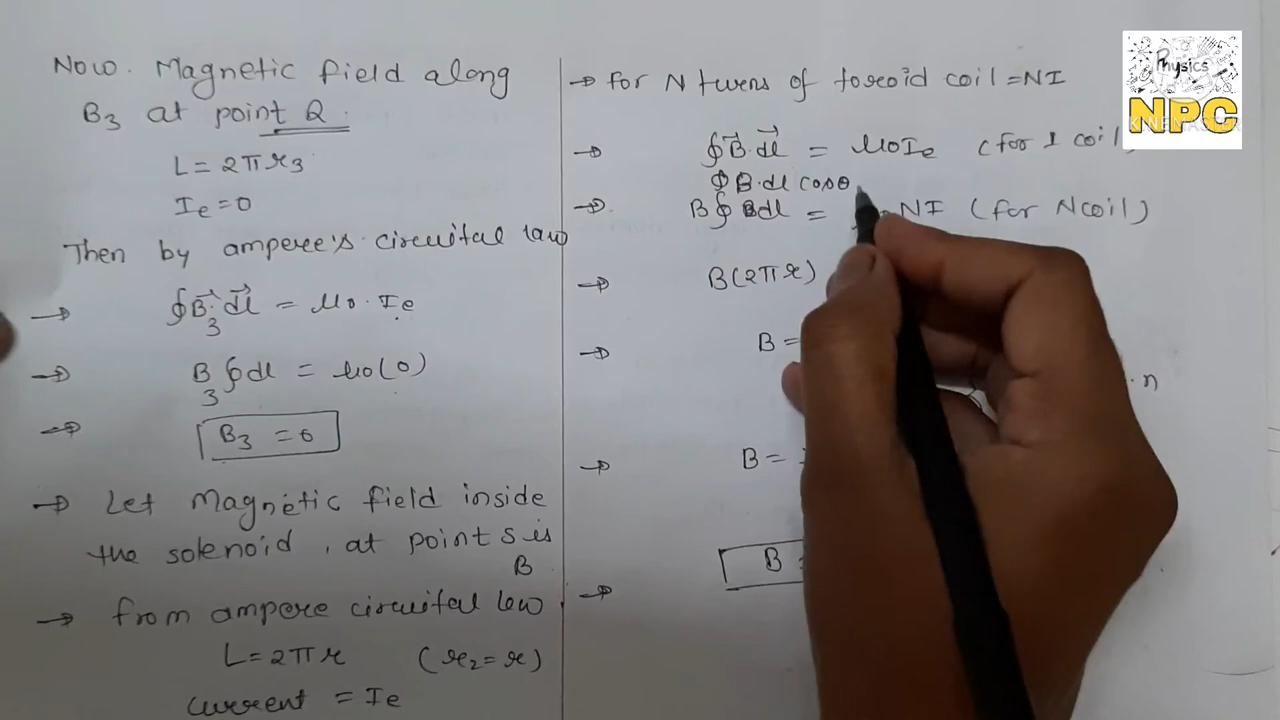 Now. Magnetic field along
B₃ at point Q.
L = 2πr₃
Ie = 0
Then by ampere's circuital law
→ ∮B⃗₃.dl⃗ = μ₀.Ie
→ B₃∮dl = μ₀(0)
→ B₃ = 0
→ Let Magnetic field inside
the solenoid, at point S is
B
→ from ampere circuital law
L = 2πr (r₂ = r)
current = Ie
→ for N turns of toroid coil = NI
→ ∮B⃗.dl⃗ = μ₀Ie (for 1 coil)
∮B.dl cosθ
→ B∮dl = NI (for N coil)
→ B(2πr)
→ B =
. n
→ B =
→ B
Physics
NPC